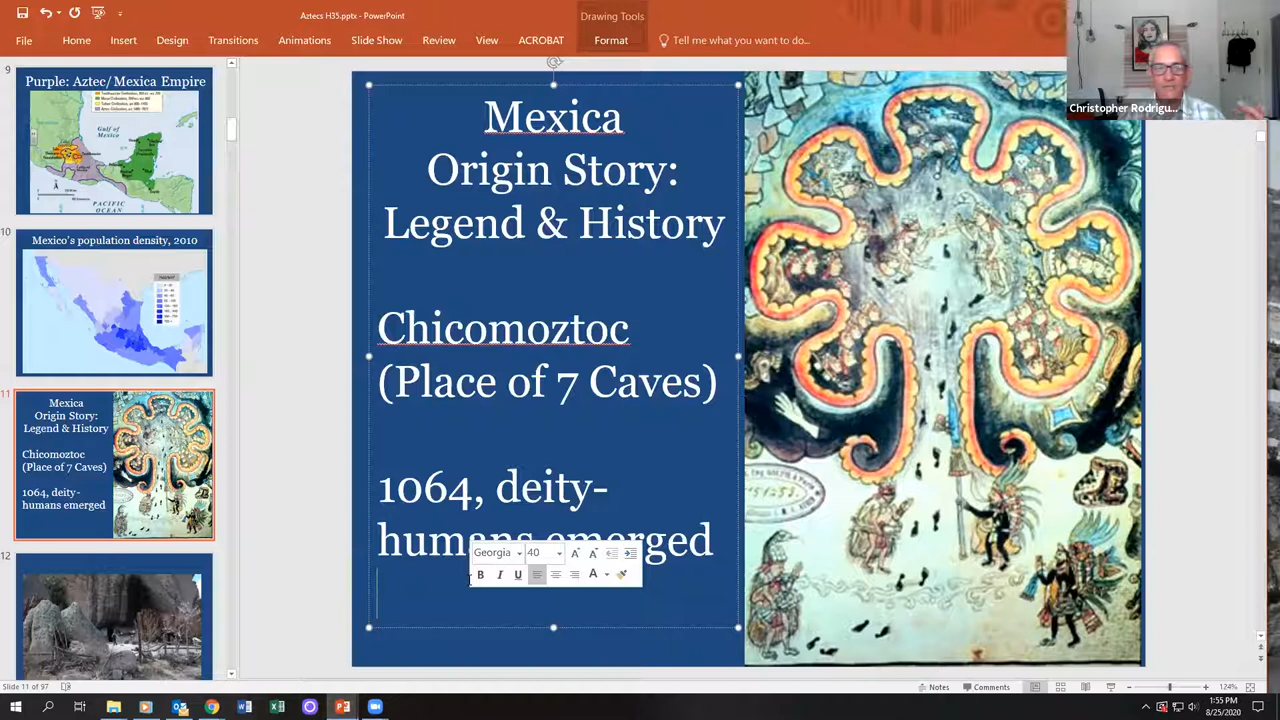 Aztecs H35.pptx - PowerPoint
Drawing Tools
File
Home
Insert
Design
Transitions
Animations
Slide Show
Review
View
ACROBAT
Format
Tell me what you want to do...
Christopher Rodrigu...
9
Purple: Aztec/Mexica Empire
Gulf of
Mexico
PACIFIC
OCEAN
10
Mexico's population density, 2010
11
Mexica
Origin Story:
Legend & History
Chicomoztoc
(Place of 7 Caves)
1064, deity-
humans emerged
12
Mexica
Origin Story:
Legend & History
Chicomoztoc
(Place of 7 Caves)
1064, deity-
humans emerged
Georgia
40
B I U A
Slide 11 of 97
Notes
Comments
124%
1:55 PM
8/25/2020